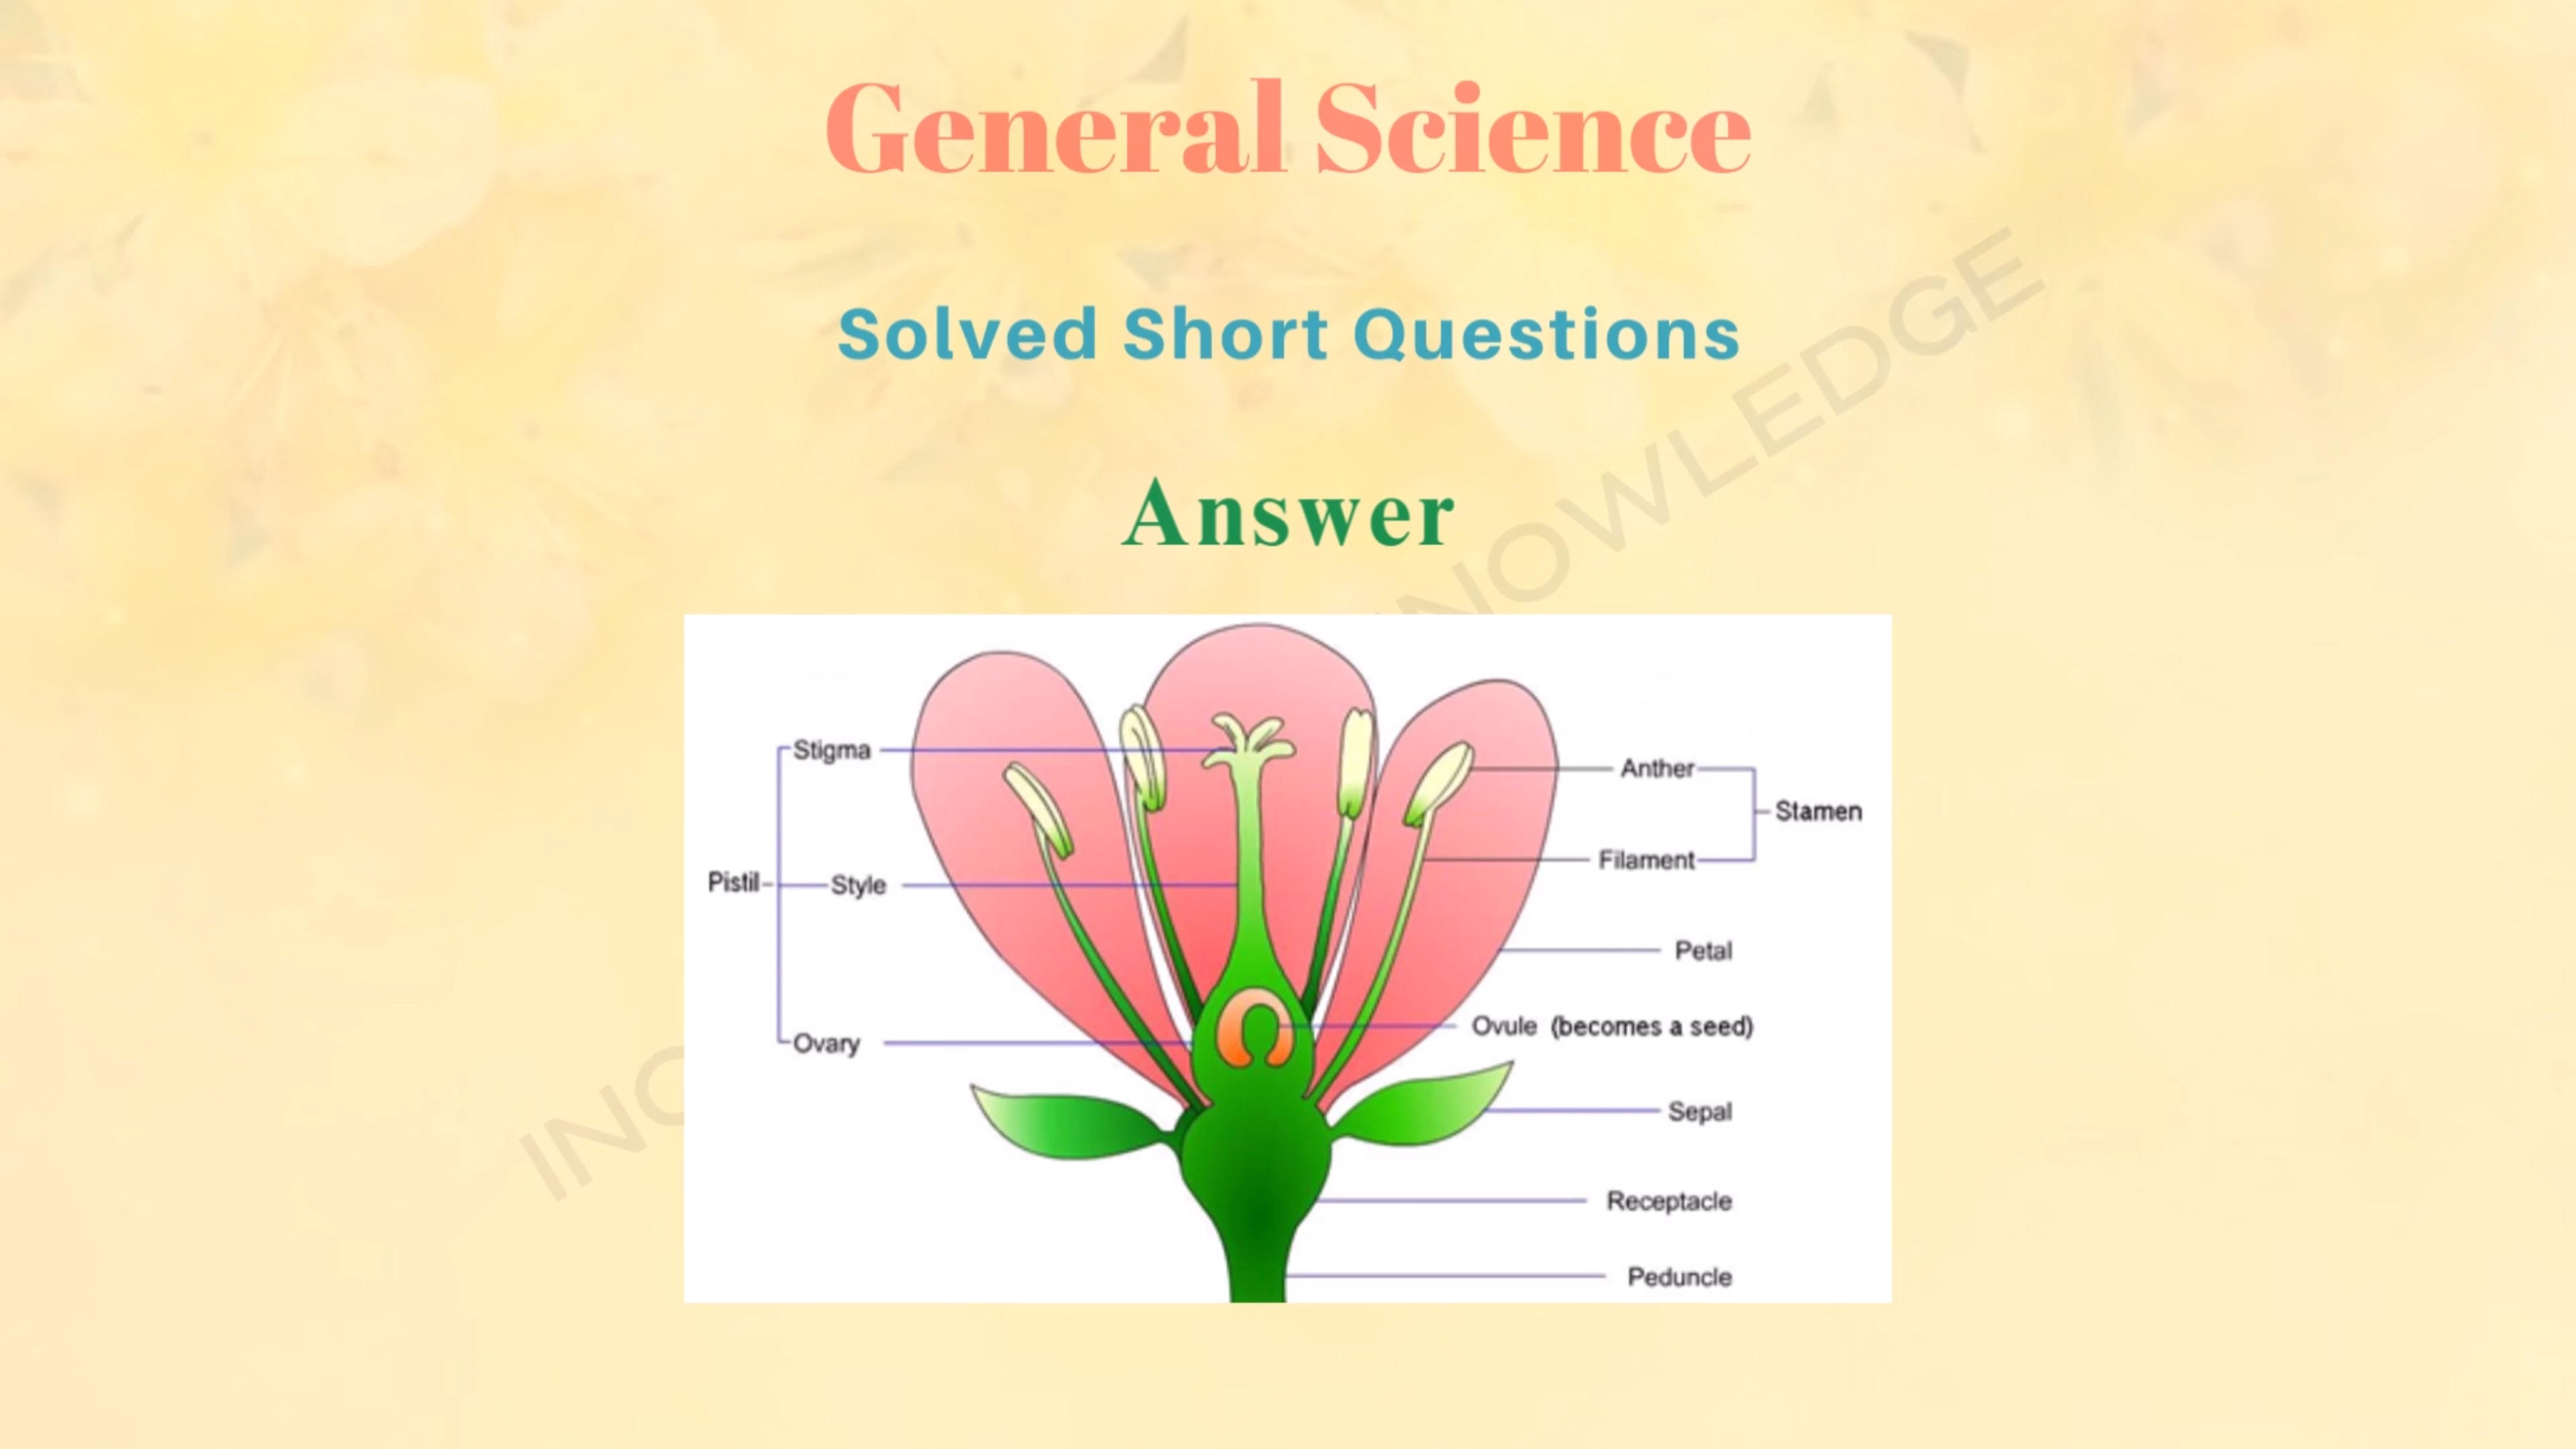 General Science
Solved Short Questions
Answer
Stigma
Anther
Stamen
Filament
Pistil
Style
Petal
Ovule (becomes a seed)
Ovary
Sepal
Receptacle
Peduncle